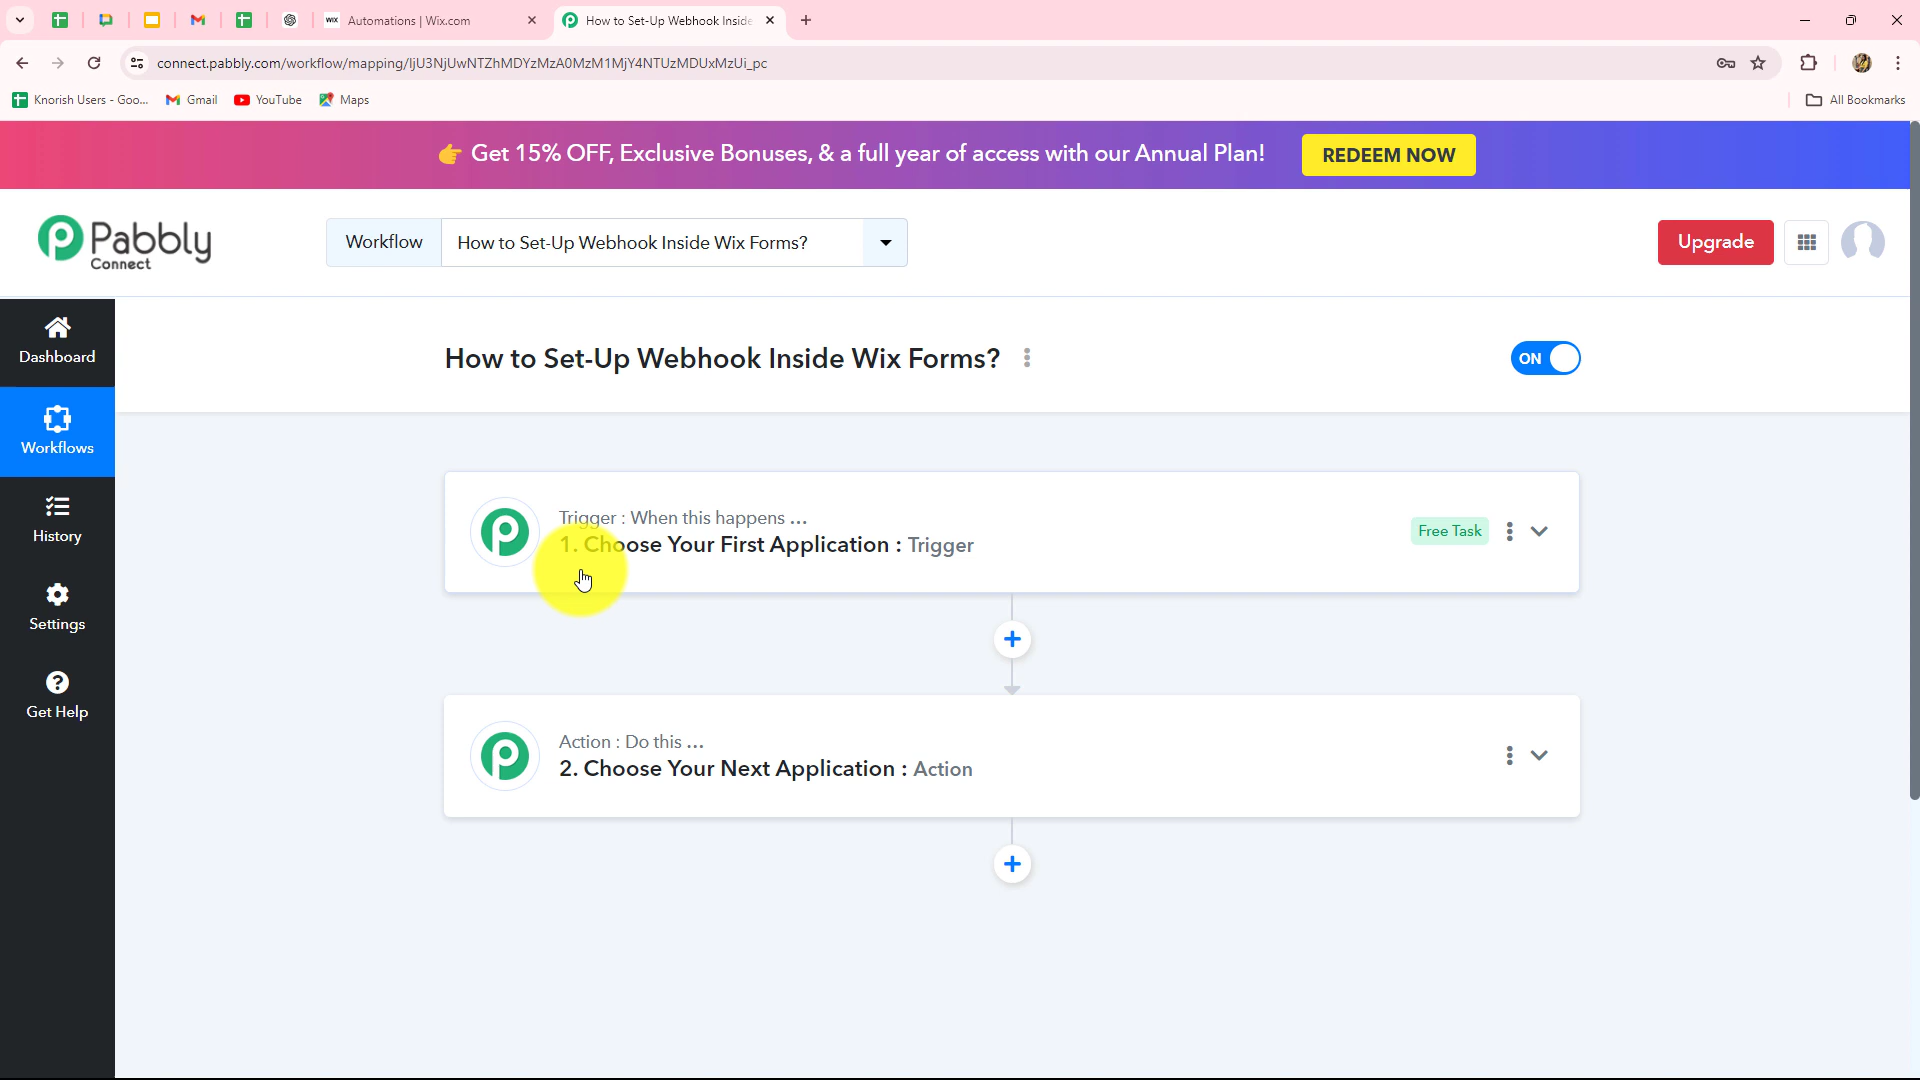 Automations | Wix.com
How to Set-Up Webhook Inside
connect.pabbly.com/workflow/mapping/IjU3NjUwNTZhMDYzMzA0MzM1MjY4NTUzMDUxMzUi_pc
Knorish Users - Goo...
Gmail
YouTube
Maps
All Bookmarks
Get 15% OFF, Exclusive Bonuses, & a full year of access with our Annual Plan!
REDEEM NOW
Pabbly
Connect
Workflow
How to Set-Up Webhook Inside Wix Forms?
Upgrade
Dashboard
Workflows
History
Settings
Get Help
How to Set-Up Webhook Inside Wix Forms?
ON
Trigger : When this happens ...
1. Choose Your First Application : Trigger
Free Task
Action : Do this ...
2. Choose Your Next Application : Action